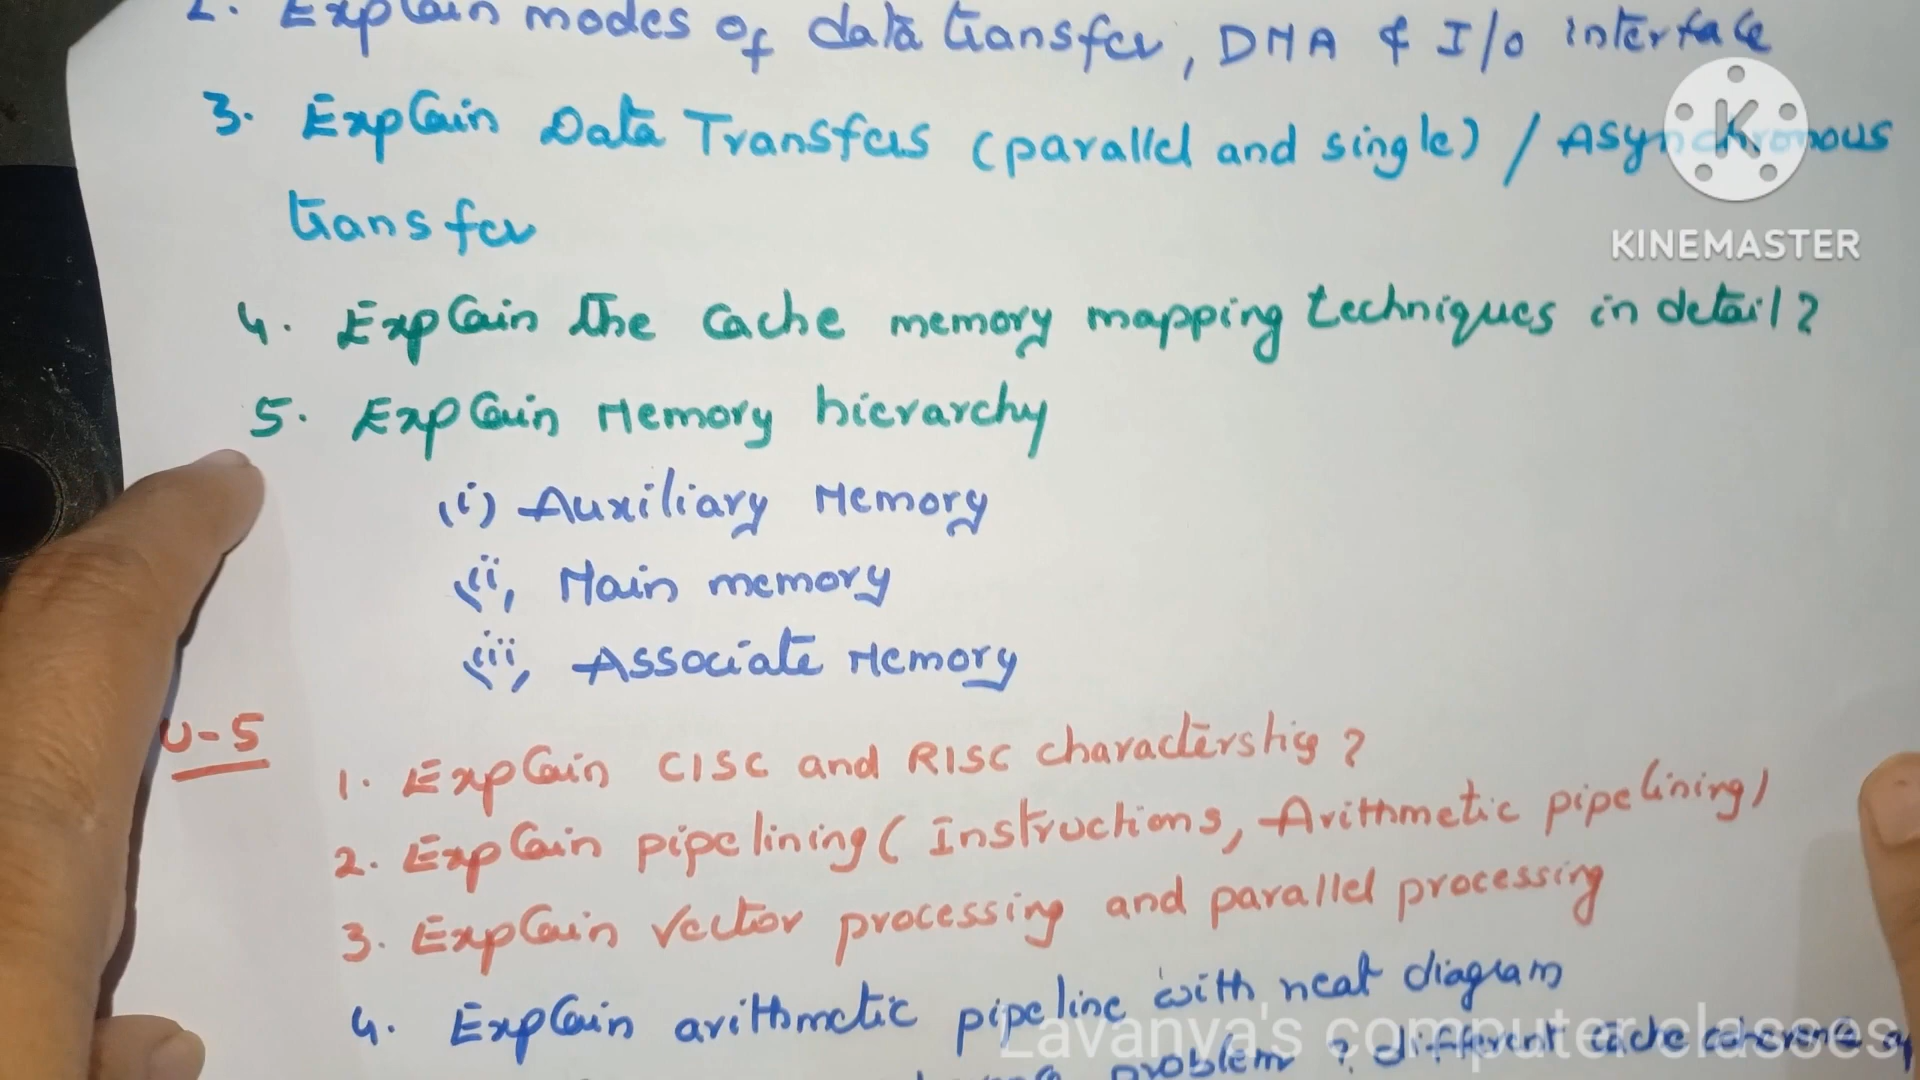 2. Explain modes of data transfer, DMA & I/o interface
3. Explain Data Transfers (parallel and single) / Asynchronous
transfer
KINEMASTER
4. Explain the cache memory mapping techniques in detail?
5. Explain Memory hierarchy
(i) Auxiliary Memory
(ii, Main memory
(iii, Associate Memory
U-5
1. Explain CISC and RISC charactershics?
2. Explain pipelining ( Instructions, Arithmetic pipelining)
3. Explain Vector processing and parallel processing
4. Explain arithmetic pipeline with neat diagram
Lavanya's computer classes
problem ? different cache coherence